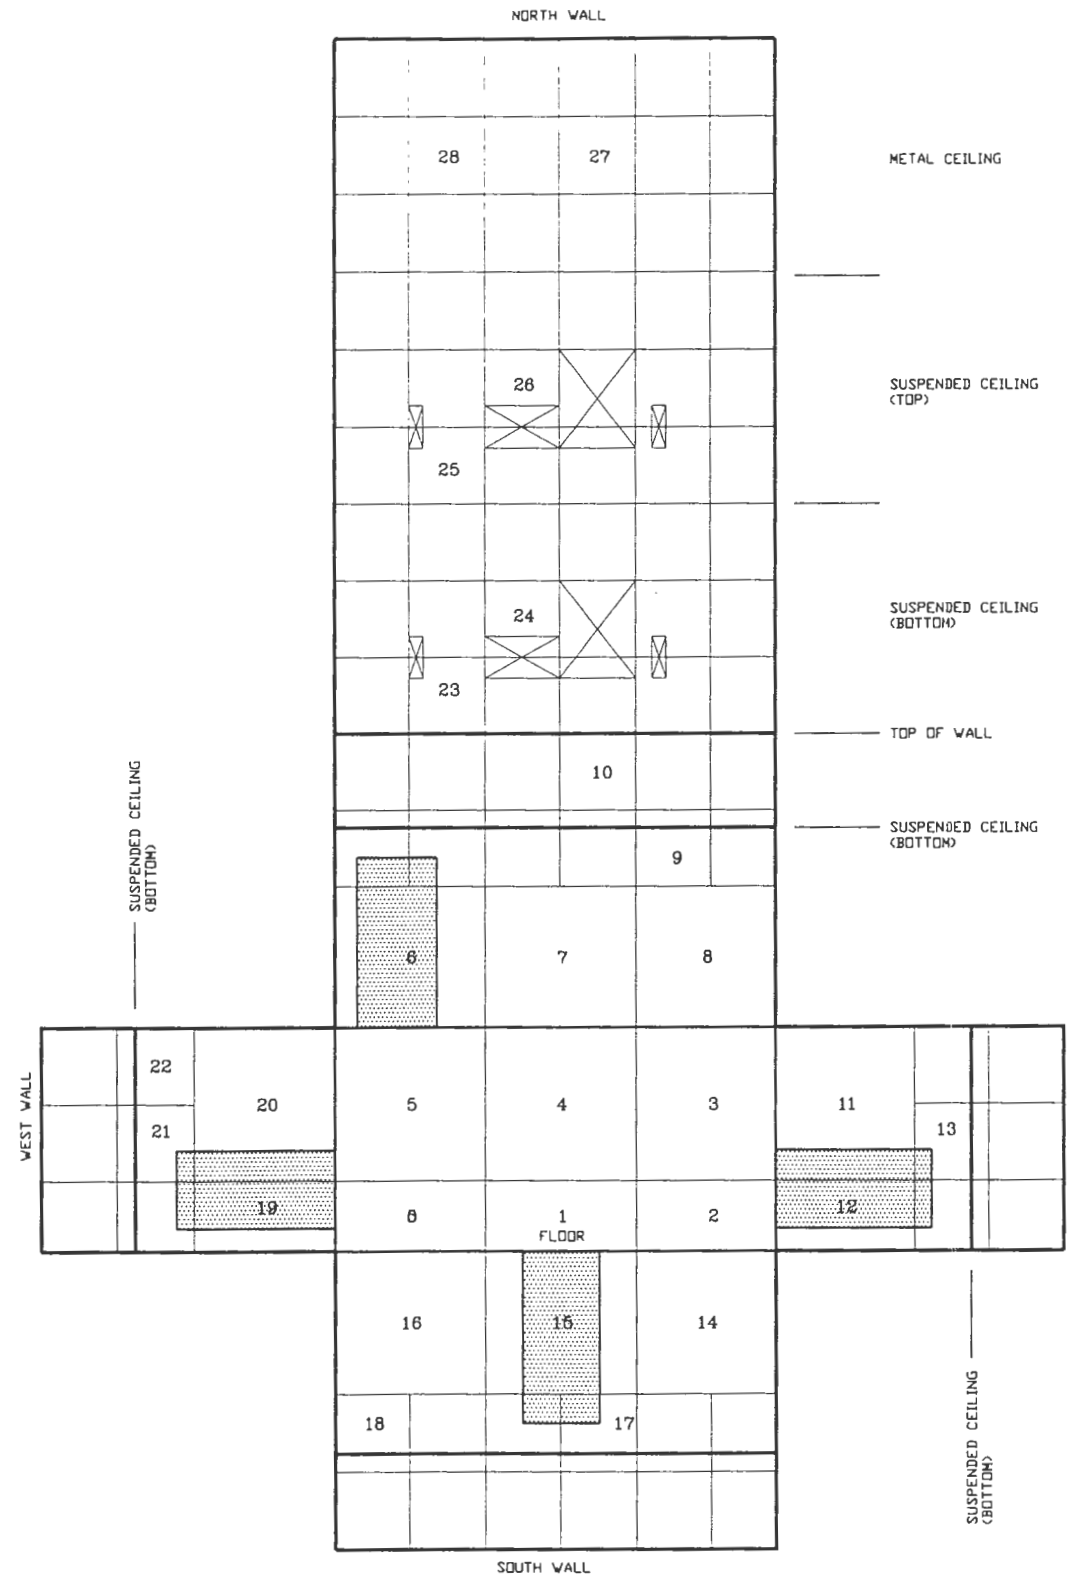 NORTH WALL
28
27
METAL CEILING
26
SUSPENDED CEILING
(TOP)
25
24
SUSPENDED CEILING
(BOTTOM)
23
TOP OF WALL
10
SUSPENDED CEILING
(BOTTOM)
SUSPENDED CEILING
(BOTTOM)
9
6
7
8
WEST WALL
22
20
5
4
3
11
21
13
19
1
2
12
FLOOR
16
15
14
18
17
SUSPENDED CEILING
(BOTTOM)
SOUTH WALL